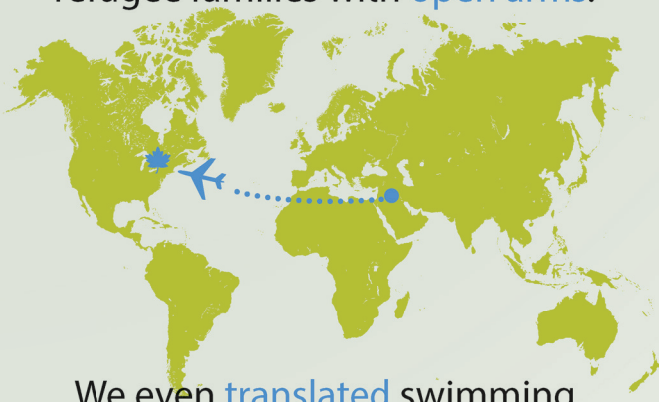 refugee families with open arms.
We even translated swimming